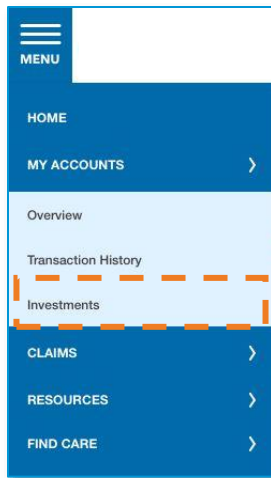 MENU
HOME
MY ACCOUNTS
Overview
Transaction History
Investments
CLAIMS
RESOURCES
FIND CARE